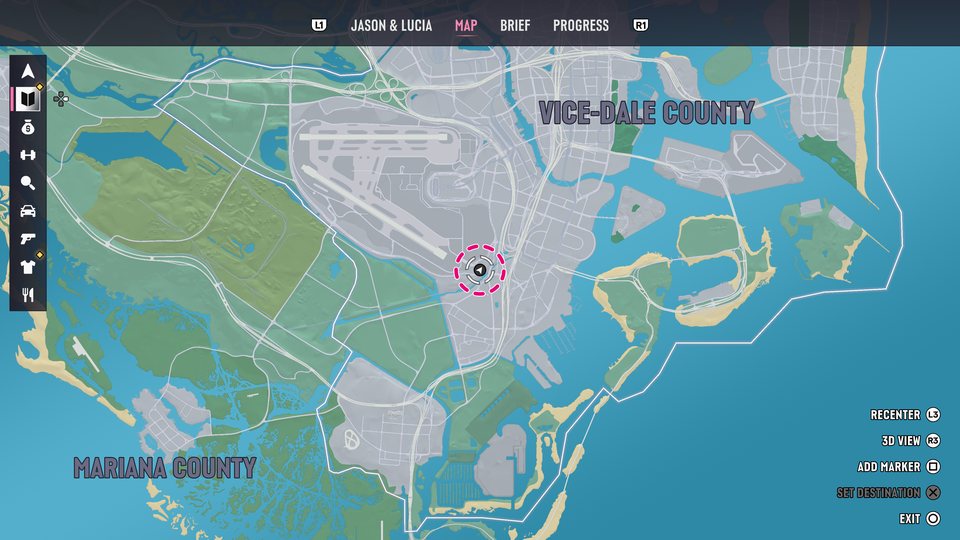 L1 JASON & LUCIA MAP BRIEF PROGRESS R1
VICE-DALE COUNTY
MARIANA COUNTY
RECENTER L3
3D VIEW R3
ADD MARKER
SET DESTINATION
EXIT